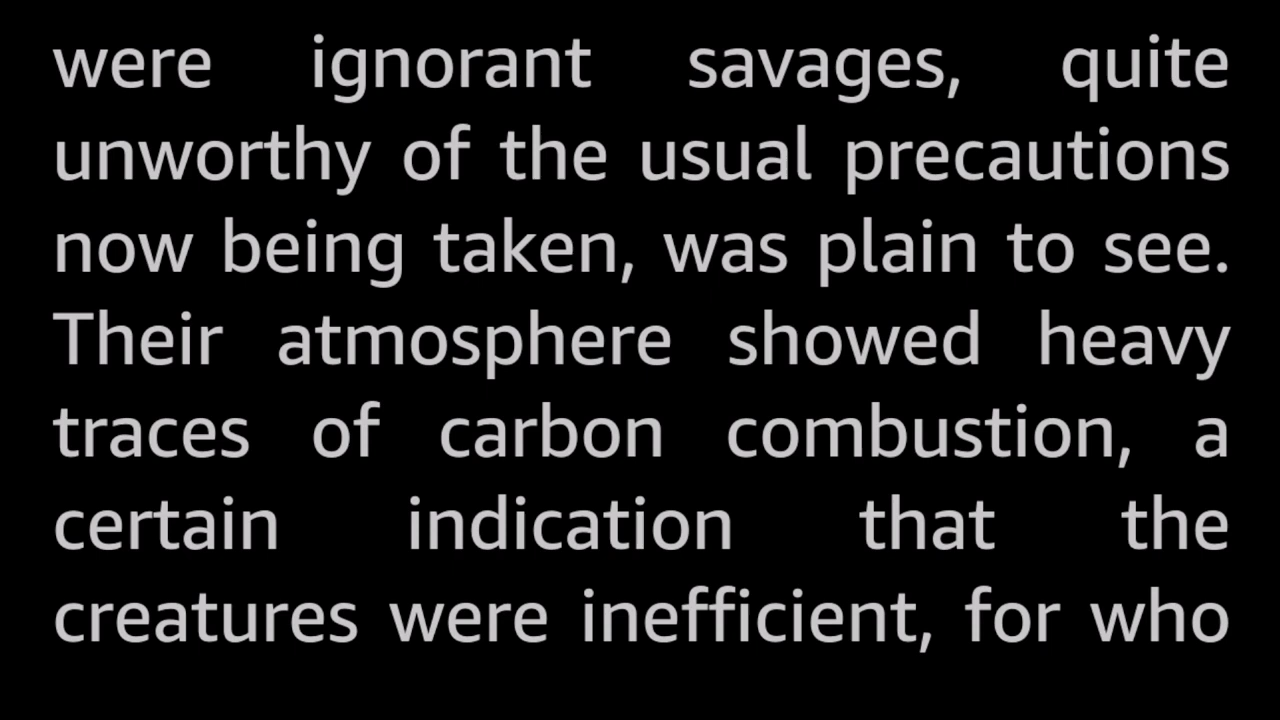 were ignorant savages, quite
unworthy of the usual precautions
now being taken, was plain to see.
Their atmosphere showed heavy
traces of carbon combustion, a
certain indication that the
creatures were inefficient, for who